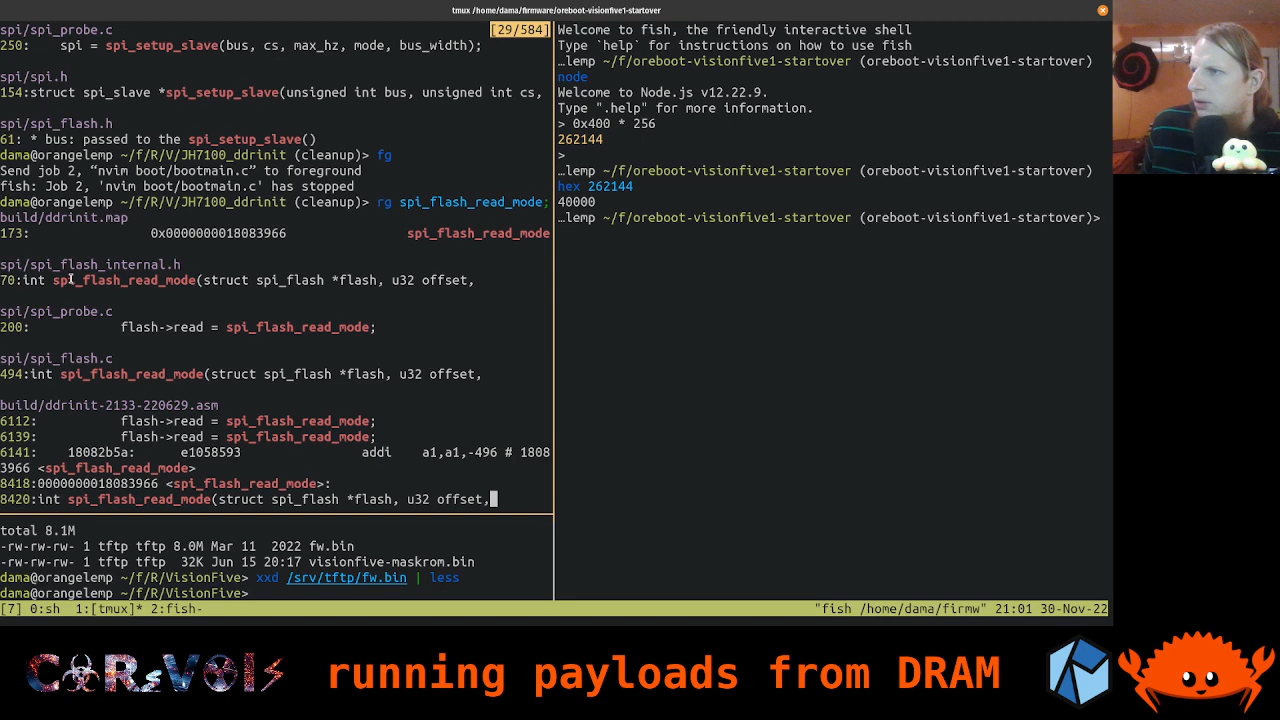 tmux /home/dama/firmware/oreboot-visionfive1-startover
spi/spi_probe.c
[29/584]
250:    spi = spi_setup_slave(bus, cs, max_hz, mode, bus_width);
spi/spi.h
154:struct spi_slave *spi_setup_slave(unsigned int bus, unsigned int cs,
spi/spi_flash.h
61: * bus: passed to the spi_setup_slave()
dama@orangelemp ~/f/R/V/JH7100_ddrinit (cleanup)> fg
Send job 2, “nvim boot/bootmain.c” to foreground
fish: Job 2, 'nvim boot/bootmain.c' has stopped
dama@orangelemp ~/f/R/V/JH7100_ddrinit (cleanup)> rg spi_flash_read_mode;
build/ddrinit.map
173:                0x0000000018083966                spi_flash_read_mode
spi/spi_flash_internal.h
70:int spi_flash_read_mode(struct spi_flash *flash, u32 offset,
spi/spi_probe.c
200:            flash->read = spi_flash_read_mode;
spi/spi_flash.c
494:int spi_flash_read_mode(struct spi_flash *flash, u32 offset,
build/ddrinit-2133-220629.asm
6112:           flash->read = spi_flash_read_mode;
6139:           flash->read = spi_flash_read_mode;
6141:    18082b5a:      e1058593                addi    a1,a1,-496 # 1808
3966 <spi_flash_read_mode>
8418:0000000018083966 <spi_flash_read_mode>:
8420:int spi_flash_read_mode(struct spi_flash *flash, u32 offset,
total 8.1M
-rw-rw-rw- 1 tftp tftp 8.0M Mar 11  2022 fw.bin
-rw-rw-rw- 1 tftp tftp  32K Jun 15 20:17 visionfive-maskrom.bin
dama@orangelemp ~/f/R/VisionFive> xxd /srv/tftp/fw.bin | less
dama@orangelemp ~/f/R/VisionFive>
Welcome to fish, the friendly interactive shell
Type `help` for instructions on how to use fish
…lemp ~/f/oreboot-visionfive1-startover (oreboot-visionfive1-startover)
node
Welcome to Node.js v12.22.9.
Type ".help" for more information.
> 0x400 * 256
262144
>
…lemp ~/f/oreboot-visionfive1-startover (oreboot-visionfive1-startover)
hex 262144
40000
…lemp ~/f/oreboot-visionfive1-startover (oreboot-visionfive1-startover)>
[7] 0:sh  1:[tmux]* 2:fish-
"fish /home/dama/firmw" 21:01 30-Nov-22
running payloads from DRAM